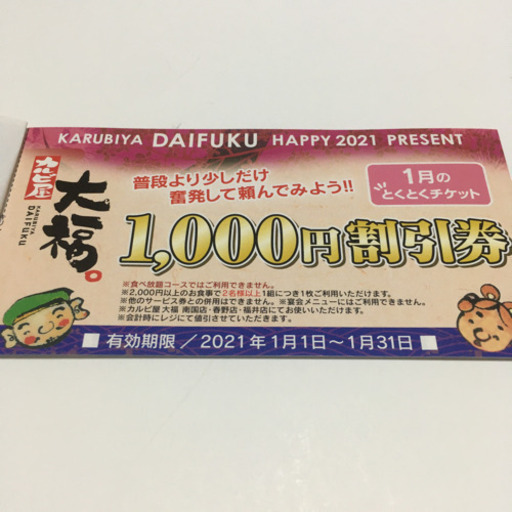 KARUBIYA DAIFUKU HAPPY 2021 PRESENT
カルビ屋
大福。
KARUBIYA DAIFUKU
普段より少しだけ
奮発して頼んでみよう!!
1月の
とくとくチケット
1,000円割引券
※食べ放題コースではご利用できません。
※2,000円以上のお食事で2名様以上1組につき1枚ご利用いただけます。
※他のサービス券との併用はできません。※宴会メニューにはご利用できません。
※カルビ屋 大福 南国店・春野店・福井店にてお使いいただけます。
※会計時にレジにて値引させていただきます。
■ 有効期限／2021年1月1日～1月31日 ■